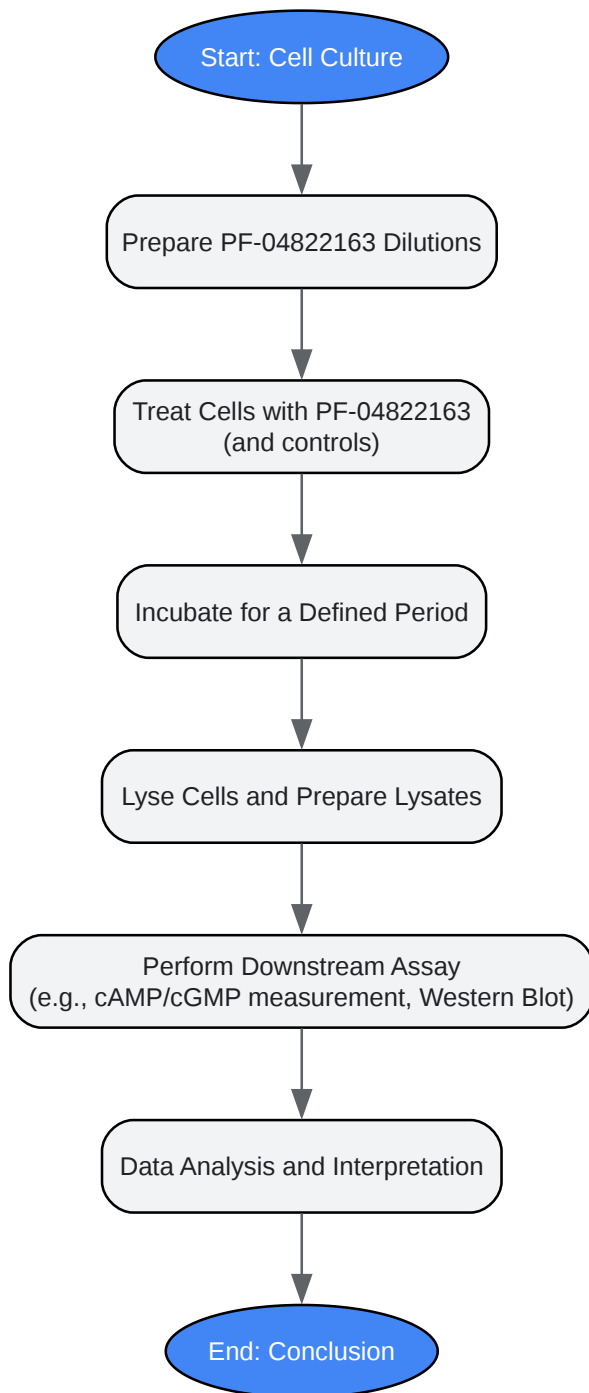 Start: Cell Culture
Prepare PF-04822163 Dilutions
Treat Cells with PF-04822163
(and controls)
Incubate for a Defined Period
Lyse Cells and Prepare Lysates
Perform Downstream Assay
(e.g., cAMP/cGMP measurement, Western Blot)
Data Analysis and Interpretation
End: Conclusion